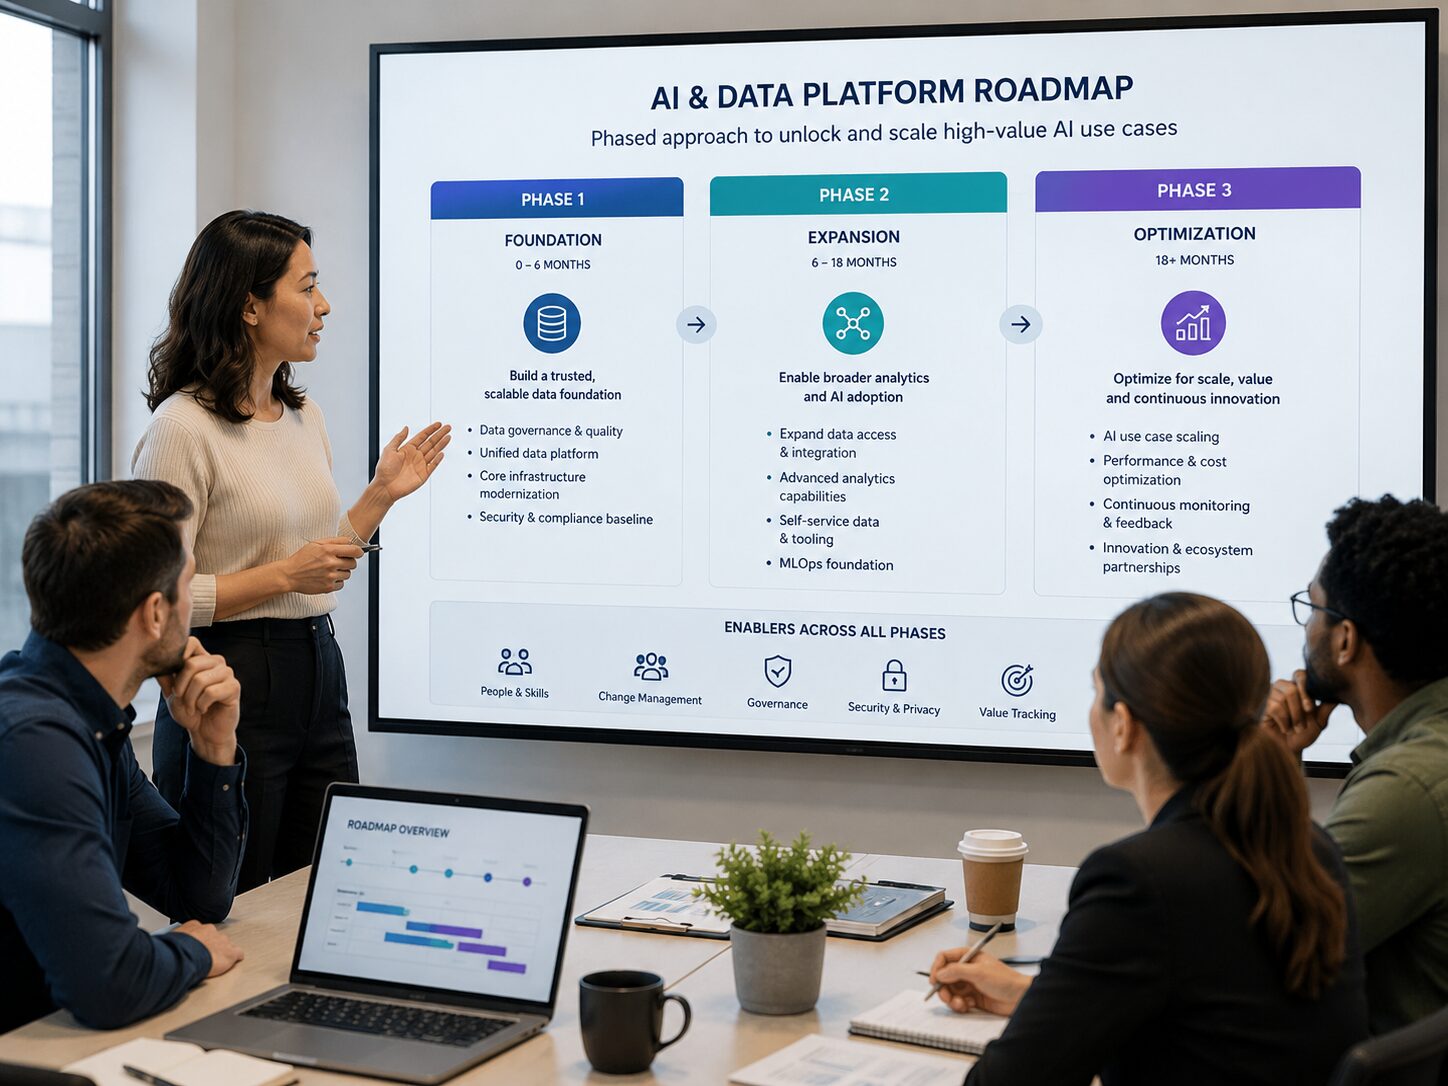 AI & DATA PLATFORM ROADMAP
Phased approach to unlock and scale high-value AI use cases
PHASE 1
FOUNDATION
0 – 6 MONTHS
Build a trusted,
scalable data foundation
• Data governance & quality
• Unified data platform
• Core infrastructure
modernization
• Security & compliance baseline
PHASE 2
EXPANSION
6 – 18 MONTHS
Enable broader analytics
and AI adoption
• Expand data access
& integration
• Advanced analytics
capabilities
• Self-service data
& tooling
• MLOps foundation
PHASE 3
OPTIMIZATION
18+ MONTHS
Optimize for scale, value
and continuous innovation
• AI use case scaling
• Performance & cost
optimization
• Continuous monitoring
& feedback
• Innovation & ecosystem
partnerships
ENABLERS ACROSS ALL PHASES
People & Skills
Change Management
Governance
Security & Privacy
Value Tracking
ROADMAP OVERVIEW